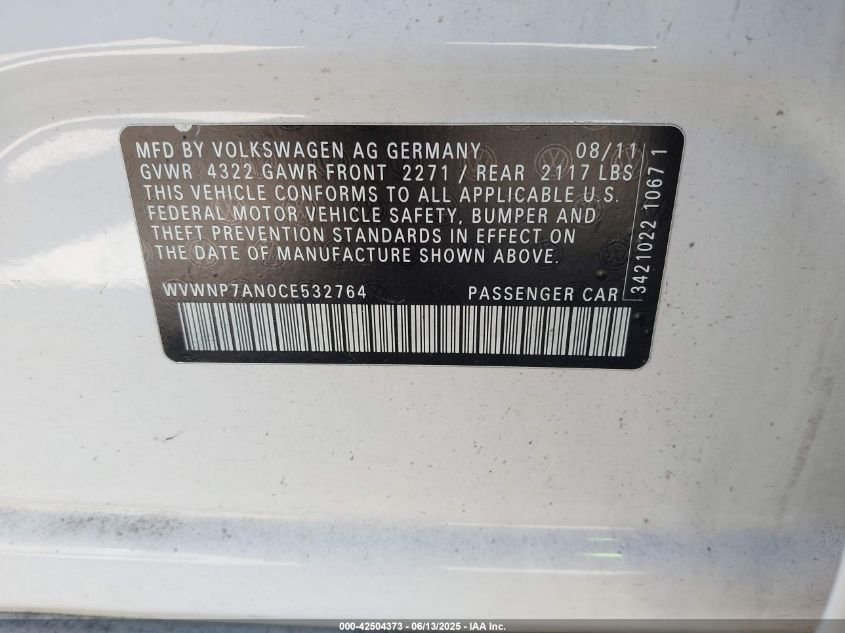 MFD BY VOLKSWAGEN AG GERMANY 08/11
GVWR 4322 GAWR FRONT 2271 / REAR 2117 LBS
THIS VEHICLE CONFORMS TO ALL APPLICABLE U.S.
FEDERAL MOTOR VEHICLE SAFETY, BUMPER AND
THEFT PREVENTION STANDARDS IN EFFECT ON
THE DATE OF MANUFACTURE SHOWN ABOVE.
WVWNP7AN0CE532764 PASSENGER CAR
3421022 10671
000-42504373 - 06/13/2025 - IAA Inc.